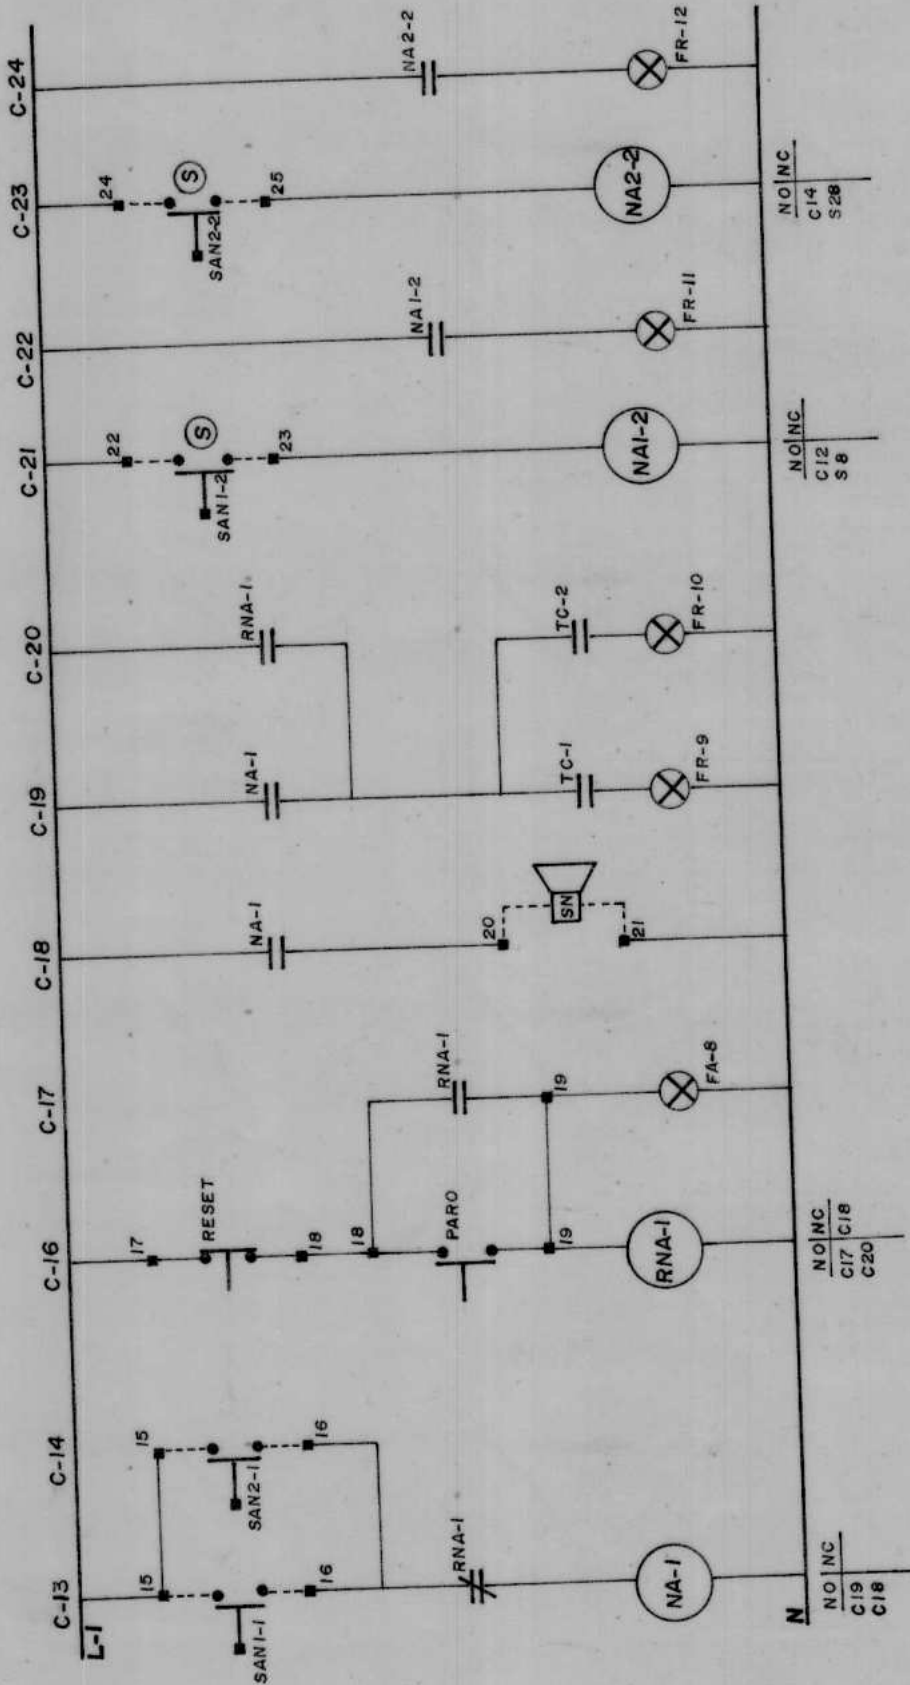 C-13
C-14
C-16
C-17
C-18
C-19
C-20
C-21
C-22
C-23
C-24
L-1
15
15
SAN1-1
SAN2-1
16
16
RNA-1
NA-1
NO NC
C19
C18
17
RESET
18
18
PARO
19
RNA-1
NO NC
C17 C18
C20
RNA-1
19
FA-8
NA-1
20
SN
21
NA-1
RNA-1
TC-1
TC-2
FR-9
FR-10
22
S
SAN1-2
23
NA1-2
NO NC
C12
S8
NA1-2
FR-11
24
S
SAN2-2
25
NA2-2
NO NC
C14
S28
NA2-2
FR-12
N